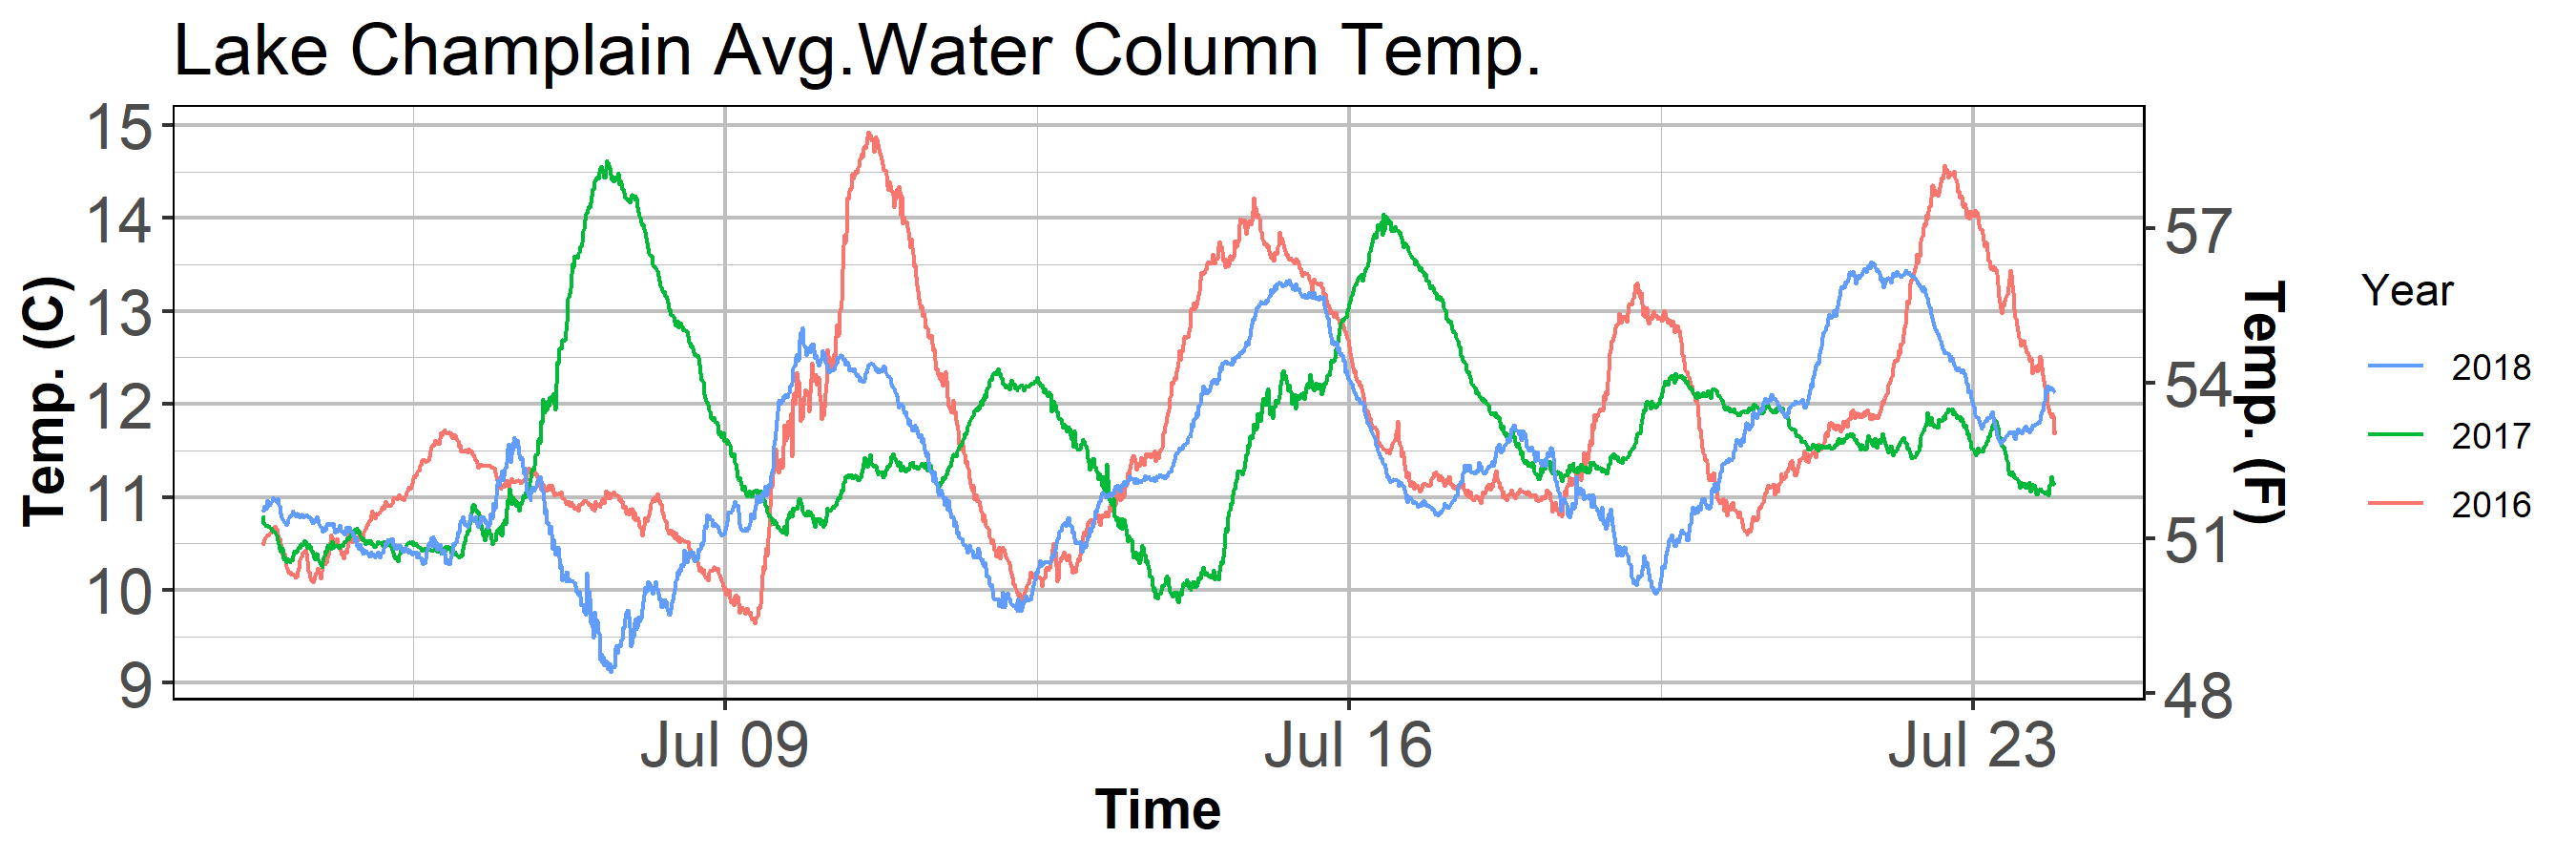 Lake Champlain Avg.Water Column Temp.
Temp. (C)
15
14
13
12
11
10
9
57
54
51
48
Temp. (F)
Jul 09
Jul 16
Jul 23
Time
Year
2018
2017
2016